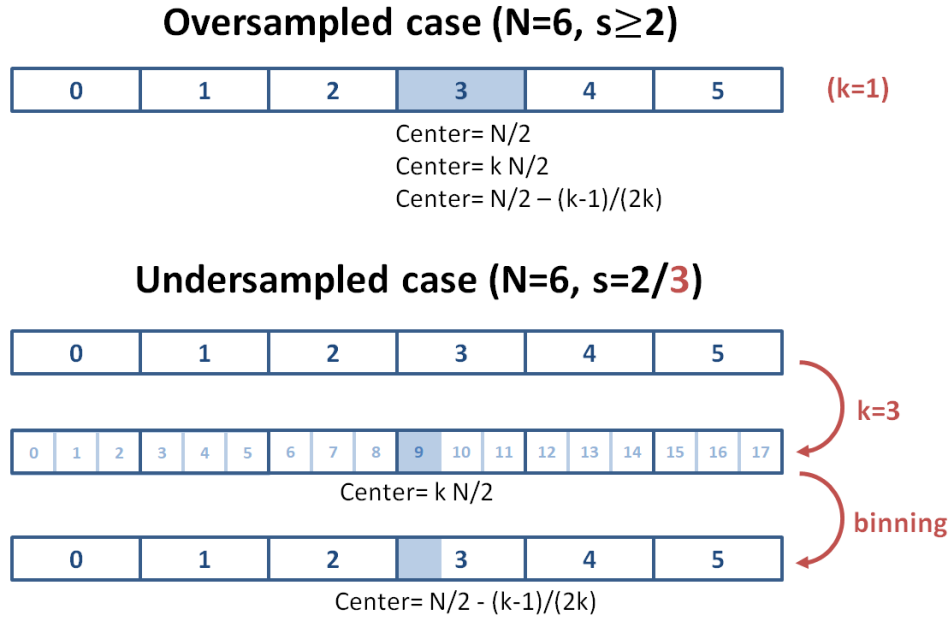 Oversampled case (N=6, s≥2)
0 1 2 3 4 5 (k=1)
Center= N/2
Center= k N/2
Center= N/2 – (k-1)/(2k)
Undersampled case (N=6, s=2/3)
0 1 2 3 4 5
k=3
0 1 2 3 4 5 6 7 8 9 10 11 12 13 14 15 16 17
Center= k N/2
binning
0 1 2 3 4 5
Center= N/2 - (k-1)/(2k)